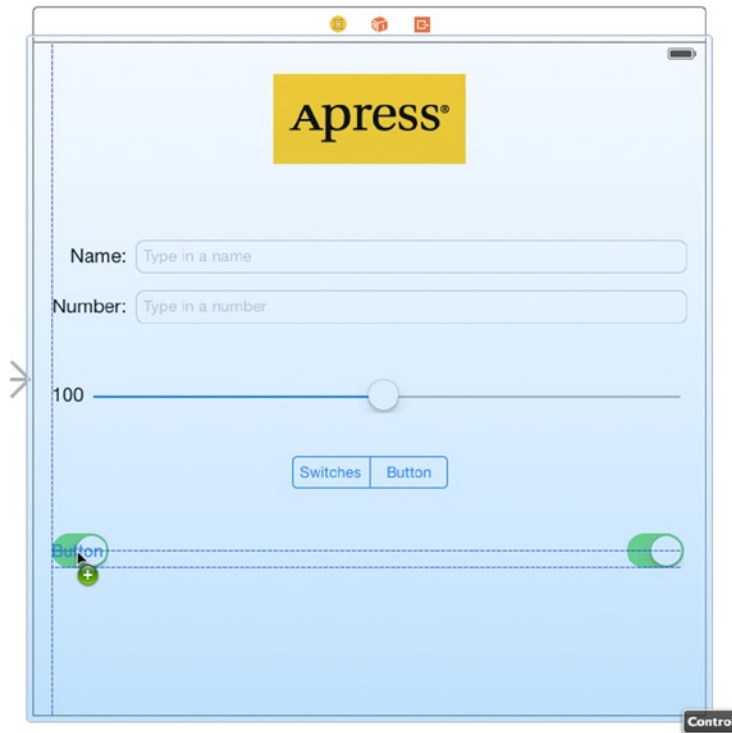 Apress®
Name: Type in a name
Number: Type in a number
100
Switches Button
Button
Contro